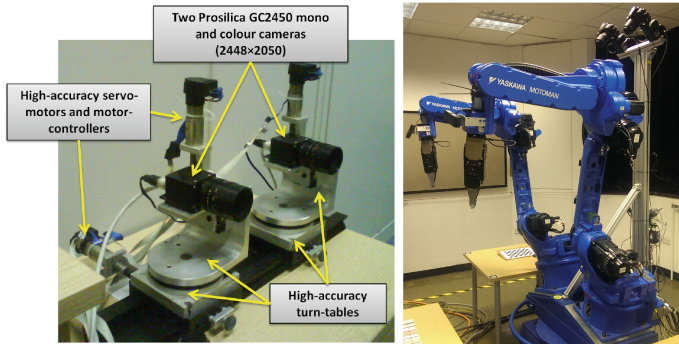 Two Prosilica GC2450 mono
and colour cameras
(2448×2050)
High-accuracy servo-
motors and motor-
controllers
High-accuracy
turn-tables
YASKAWA MOTOMAN
YASKAWA